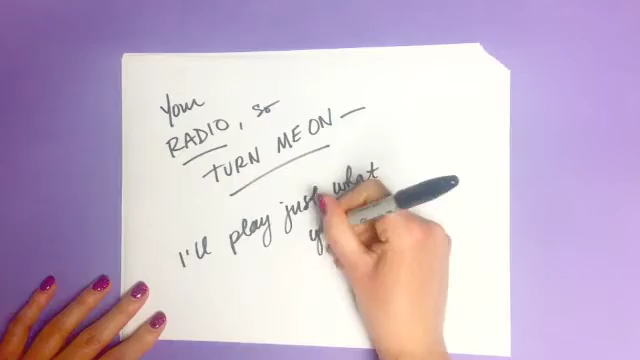 Your
RADIO, so
TURN ME ON —
I'll play just what
y